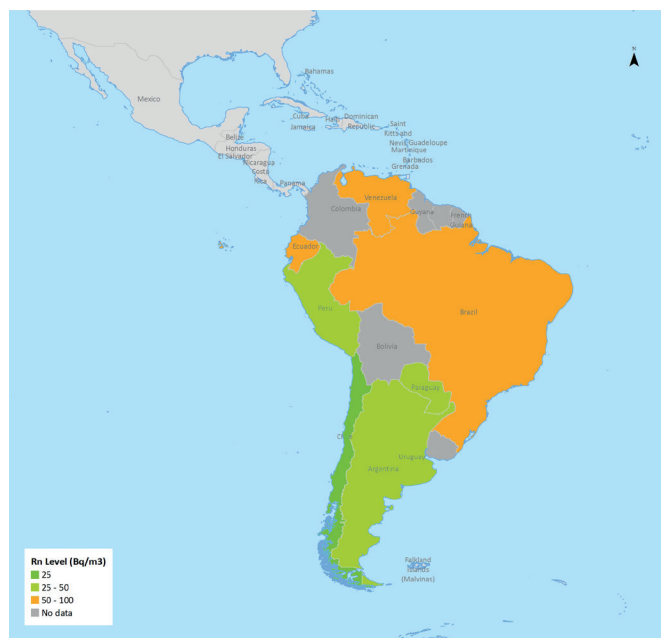 N
Bahamas
Mexico
Cuba
Haiti
Dominican
Republic
Jamaica
Saint
Kitts and
Nevis
Guadeloupe
Martinique
Barbados
Grenada
Belize
Honduras
El Salvador
Nicaragua
Costa
Rica
Panama
Venezuela
Colombia
Guyana
French
Guiana
Ecuador
Peru
Brazil
Bolivia
Paraguay
Uruguay
Argentina
Falkland
Islands
(Malvinas)
Rn Level (Bq/m3)
25
25 - 50
50 - 100
No data